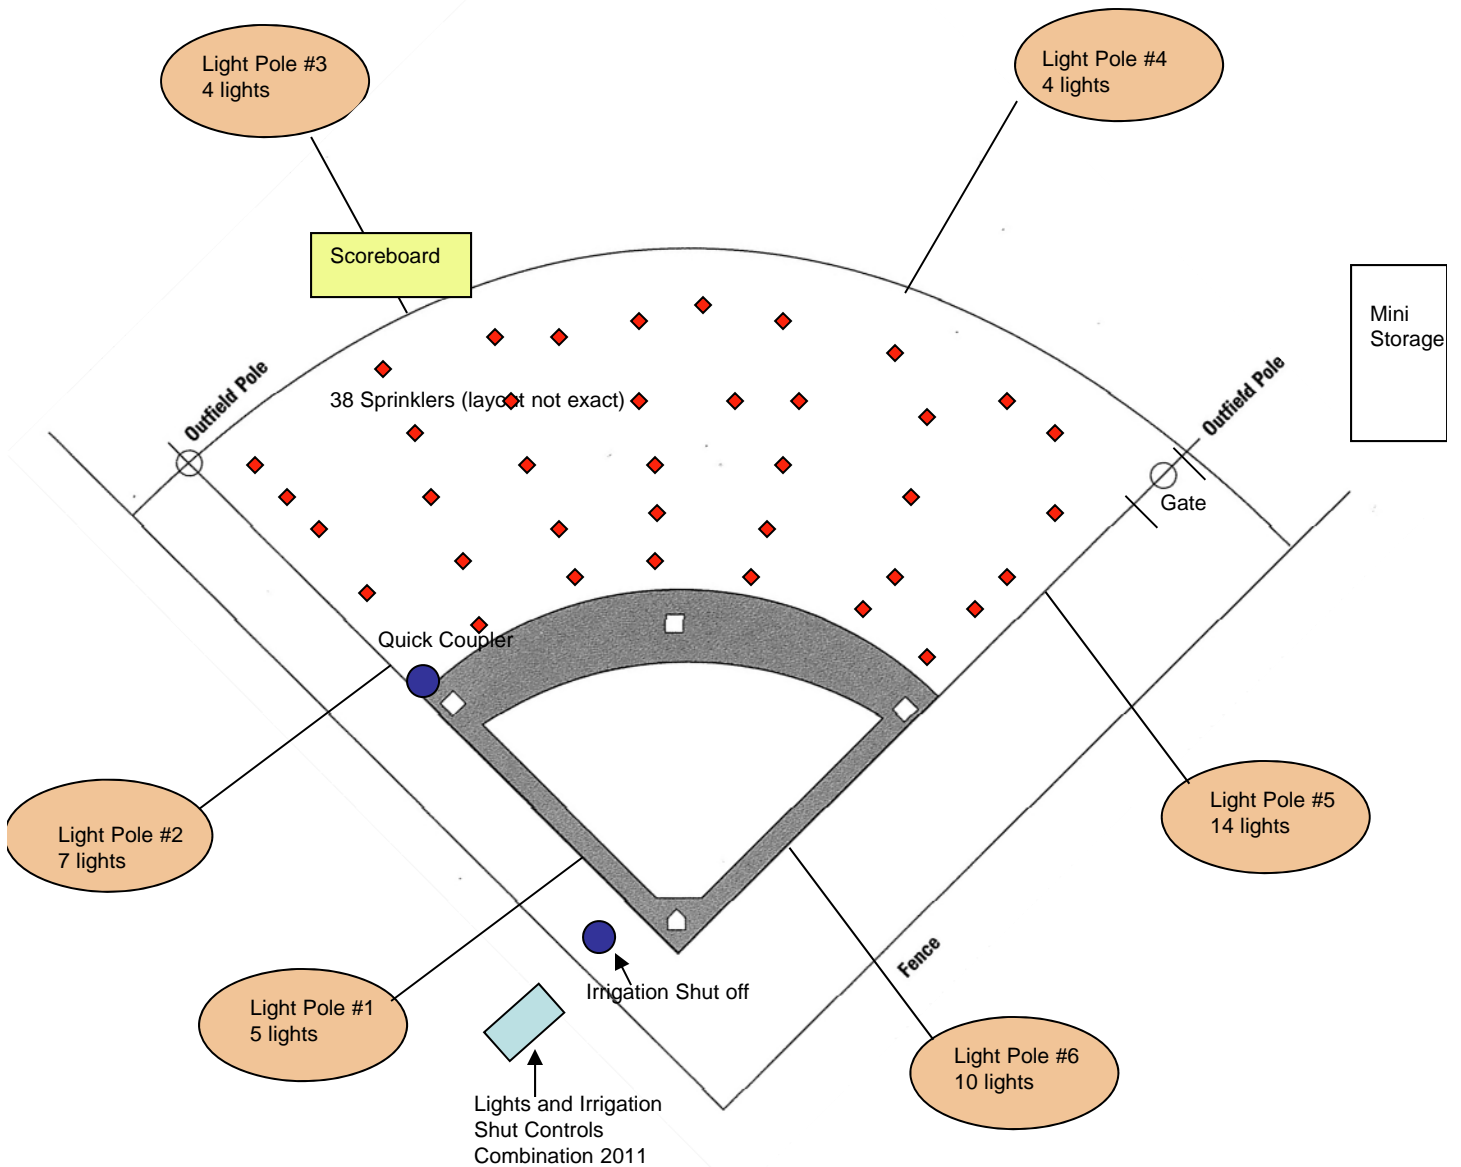 Light Pole #3
4 lights
Light Pole #4
4 lights
Scoreboard
Mini
Storage
Outfield Pole
Outfield Pole
38 Sprinklers (layout not exact)
Gate
Quick Coupler
Light Pole #2
7 lights
Light Pole #5
14 lights
Fence
Irrigation Shut off
Light Pole #1
5 lights
Light Pole #6
10 lights
Lights and Irrigation
Shut Controls
Combination 2011